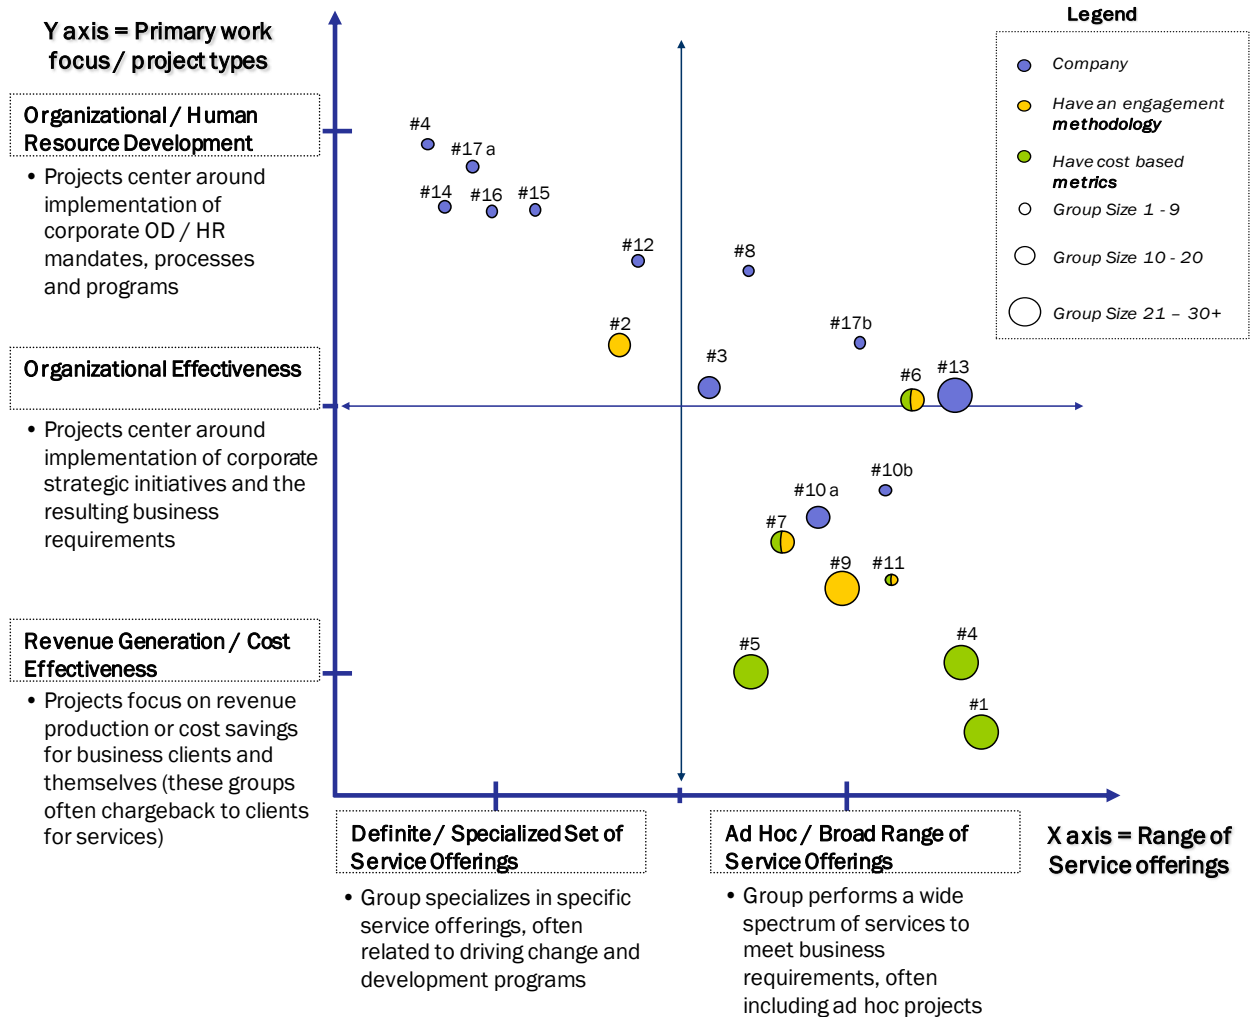 Y axis = Primary work
focus / project types
Organizational / Human
Resource Development
• Projects center around
implementation of
corporate OD / HR
mandates, processes
and programs
Organizational Effectiveness
• Projects center around
implementation of corporate
strategic initiatives and the
resulting business
requirements
Revenue Generation / Cost
Effectiveness
• Projects focus on revenue
production or cost savings
for business clients and
themselves (these groups
often chargeback to clients
for services)
#4
#17a
#14
#16
#15
#12
#8
#2
#3
#17b
#6
#13
#10b
#10a
#7
#9
#11
#5
#4
#1
Legend
Company
Have an engagement
methodology
Have cost based
metrics
Group Size 1 - 9
Group Size 10 - 20
Group Size 21 – 30+
Definite / Specialized Set of
Service Offerings
• Group specializes in specific
service offerings, often
related to driving change and
development programs
Ad Hoc / Broad Range of
Service Offerings
• Group performs a wide
spectrum of services to
meet business
requirements, often
including ad hoc projects
X axis = Range of
Service offerings